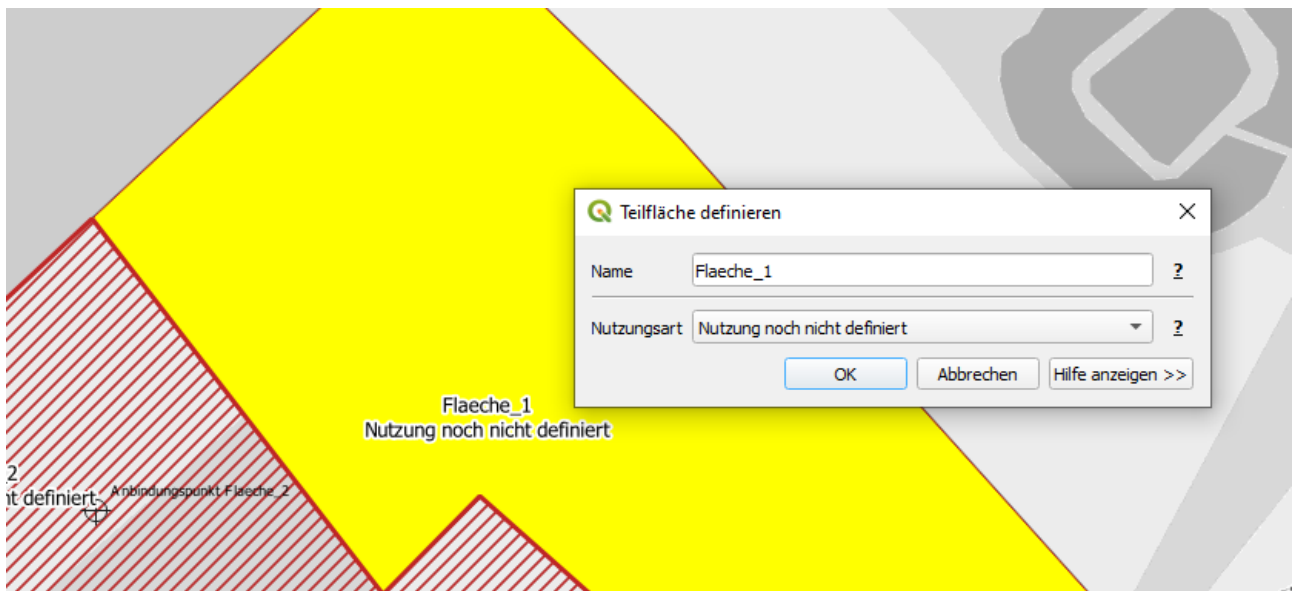 Teilfläche definieren
Name Flaeche_1 ?
Nutzungsart Nutzung noch nicht definiert ?
OK Abbrechen Hilfe anzeigen >>
Flaeche_1
Nutzung noch nicht definiert
2
nt definiert
Anbindungspunkt Flaeche_2